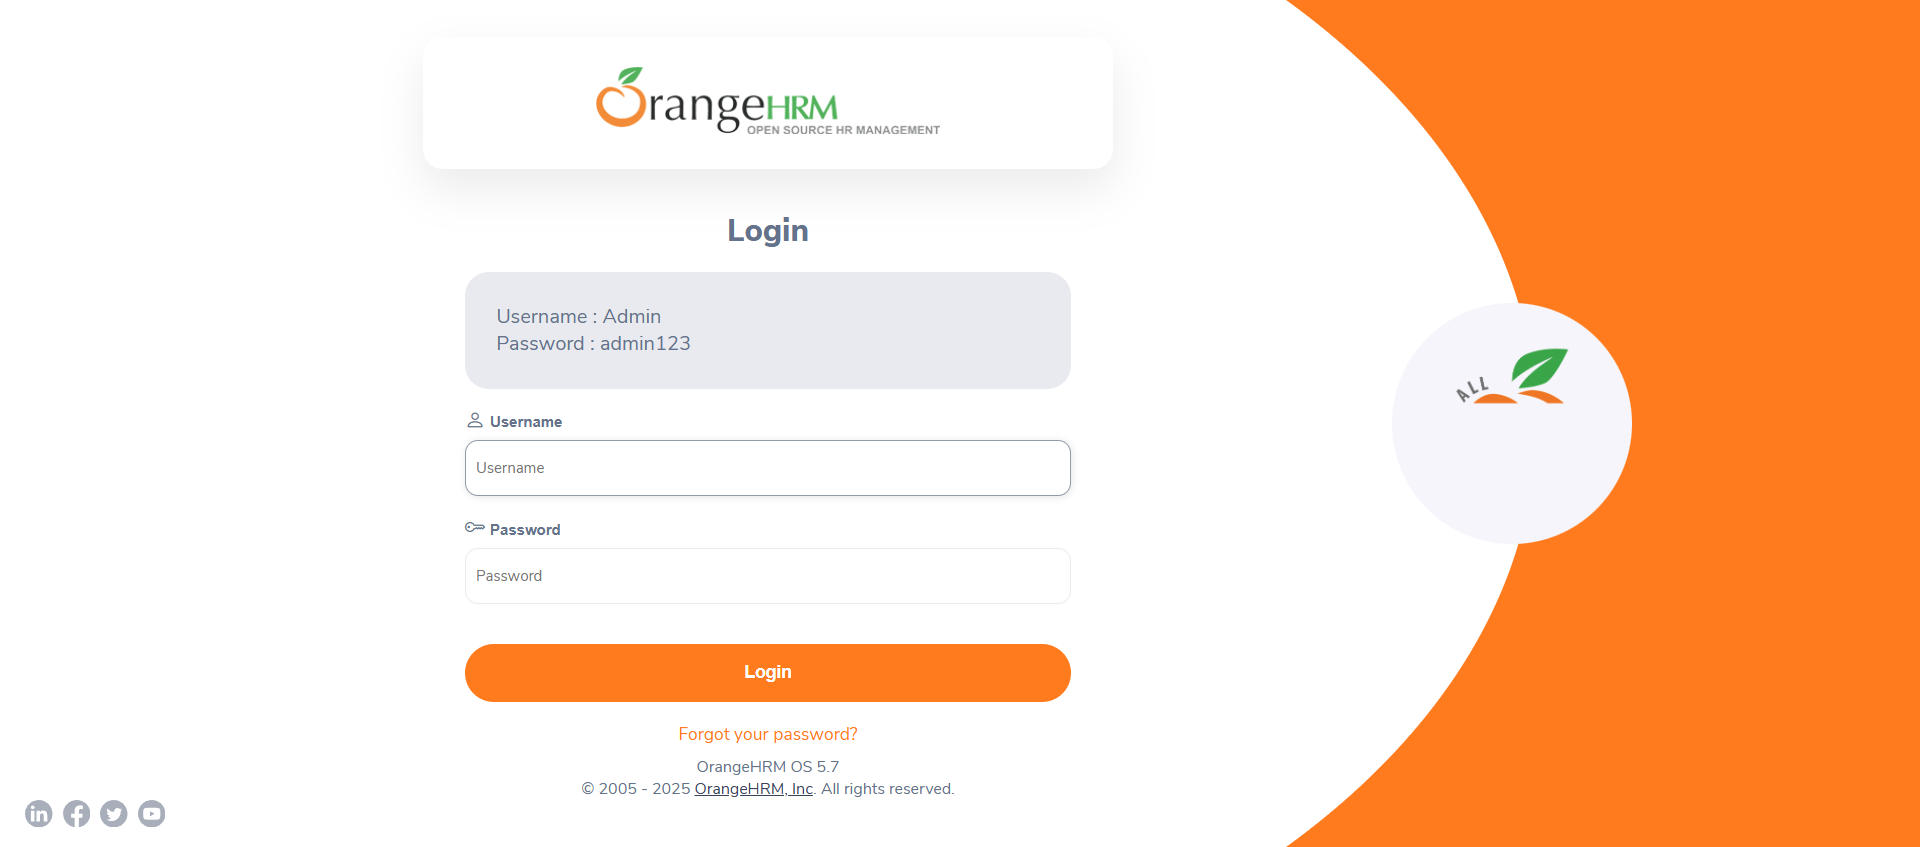 OrangeHRM
OPEN SOURCE HR MANAGEMENT
Login
Username : Admin
Password : admin123
Username
Username
Password
Password
Login
Forgot your password?
OrangeHRM OS 5.7
© 2005 - 2025 OrangeHRM, Inc. All rights reserved.
ALL